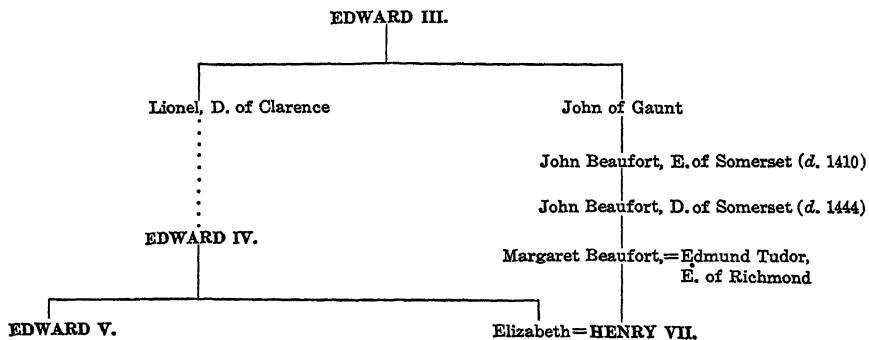 EDWARD III.
Lionel, D. of Clarence
John of Gaunt
John Beaufort, E. of Somerset (d. 1410)
John Beaufort, D. of Somerset (d. 1444)
EDWARD IV.
Margaret Beaufort,=Edmund Tudor,
E. of Richmond
EDWARD V.
Elizabeth=HENRY VII.